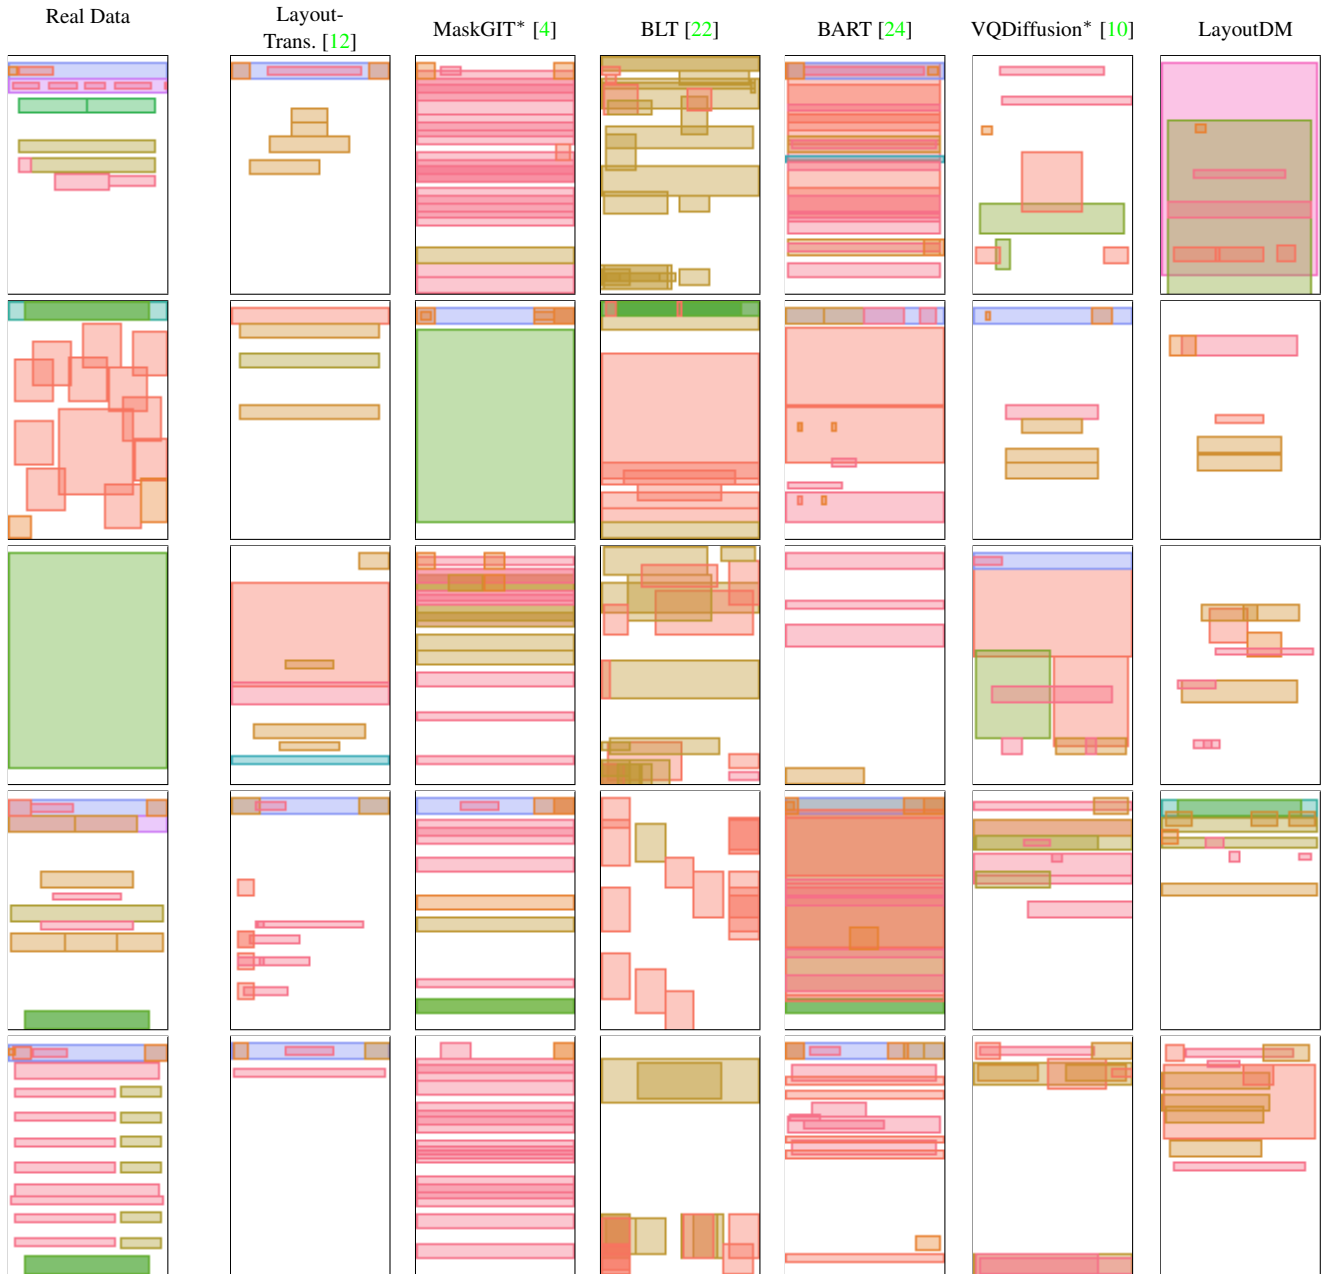 Real Data
Layout-
Trans. [12]
MaskGIT* [4]
BLT [22]
BART [24]
VQDiffusion* [10]
LayoutDM